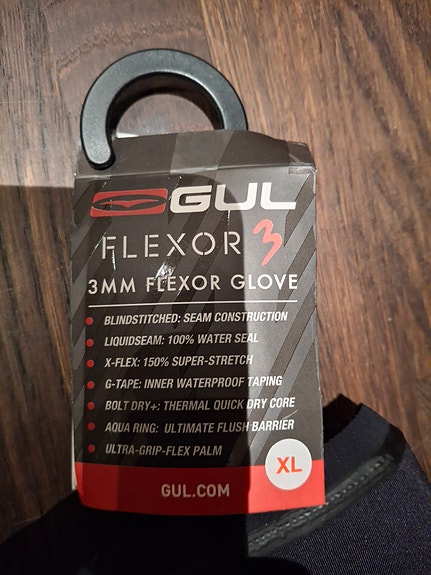 GUL
FLEXOR 3
3MM FLEXOR GLOVE
BLINDSTITCHED: SEAM CONSTRUCTION
LIQUIDSEAM: 100% WATER SEAL
X-FLEX: 150% SUPER-STRETCH
G-TAPE: INNER WATERPROOF TAPING
BOLT DRY+: THERMAL QUICK DRY CORE
AQUA RING: ULTIMATE FLUSH BARRIER
ULTRA-GRIP-FLEX PALM
XL
GUL.COM